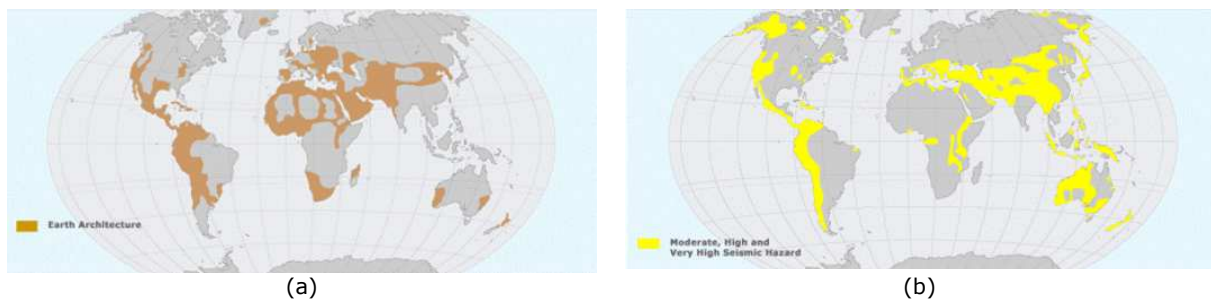 Earth Architecture
Moderate, High and
Very High Seismic Hazard
(a)
(b)